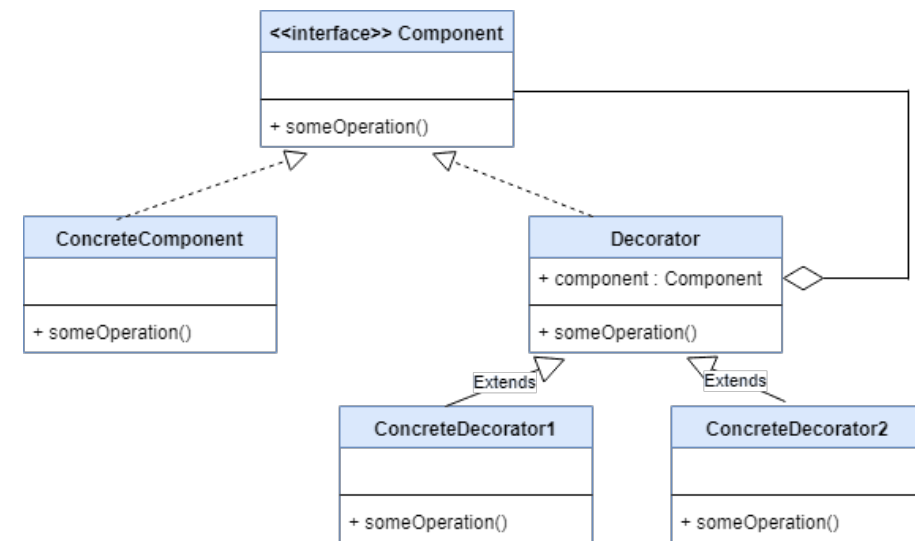 <<interface>> Component
+ someOperation()
ConcreteComponent
+ someOperation()
Decorator
+ component : Component
+ someOperation()
Extends
Extends
ConcreteDecorator1
+ someOperation()
ConcreteDecorator2
+ someOperation()